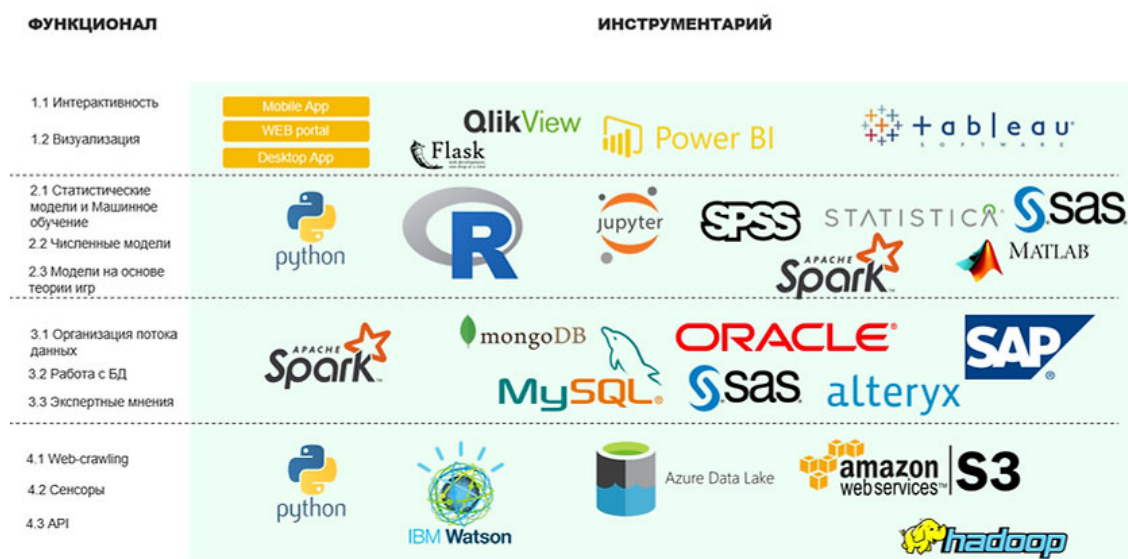 ФУНКЦИОНАЛ
ИНСТРУМЕНТАРИЙ
1.1 Интерактивность
1.2 Визуализация
Mobile App
WEB portal
Desktop App
QlikView
Flask
Power BI
+ a b l e a u
S O F T W A R E
2.1 Статистические
модели и Машинное
обучение
2.2 Численные модели
2.3 Модели на основе
теории игр
python
R
jupyter
SPSS
STATISTICA
sas
APACHE
Spark
MATLAB
3.1 Организация потока
данных
3.2 Работа с БД
3.3 Экспертные мнения
APACHE
Spark
mongoDB
MySQL
ORACLE
sas
alteryx
SAP
4.1 Web-crawling
4.2 Сенсоры
4.3 API
python
IBM Watson
Azure Data Lake
amazon
webservices
S3
hadoop